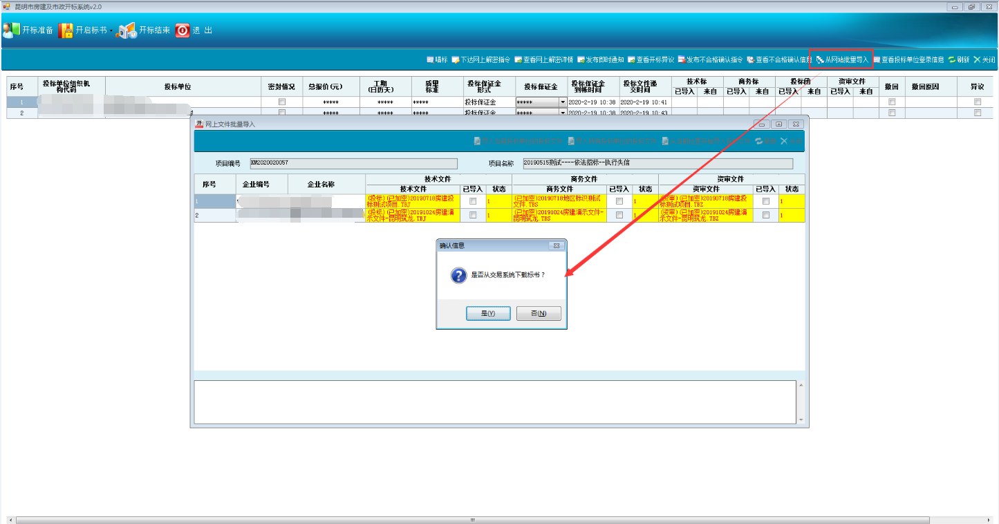 昆明市房建及市政开标系统v2.0
开标准备 开启标书 开标结束 退 出
唱标 下达网上解密指令 查看网上解密详情 发布即时通知 查看开标异议 发布不合格确认指令 查看不合格确认信息 从网站批量导入 查看投标单位登录信息 刷新 关闭
序号 投标单位组织机构代码 投标单位 密封情况 总报价(元) 工期(日历天) 质量标准 投标保证金形式 投标保证金 投标保证金到帐时间 投标文件递交时间 技术标 商务标 投标函 资审文件 撤回 撤回原因 异议
已导入 来自 已导入 来自 已导入 来自 已导入 来自
1 ***** ***** ***** 投标保证金 ***** 2020-2-19 10:38 2020-2-19 10:41
2 ***** ***** ***** 投标保证金 ***** 2020-2-19 10:38 2020-2-19 10:43
网上文件批量导入
项目编号 KM2020020057 项目名称 20190515测试----依法招标--执行失信
序号 企业编号 企业名称 技术文件 商务文件 资审文件
技术文件 已导入 状态 商务文件 已导入 状态 资审文件 已导入 状态
1 (投标)(已加密)20190718房建投标测试项目.TBJ 1 (已加密)20190718地区标识测试文件.TBS 1 (资审)(已加密)20190718房建投标测试项目.TBZ 1
2 (投标)(已加密)20191024房建演示文件-昆明筑龙.TBJ 1 (已加密)20191024房建演示文件-昆明筑龙.TBS 1 (资审)(已加密)20191024房建演示文件-昆明筑龙.TBZ 1
确认信息
是否从交易系统下载标书？
是(Y) 否(N)